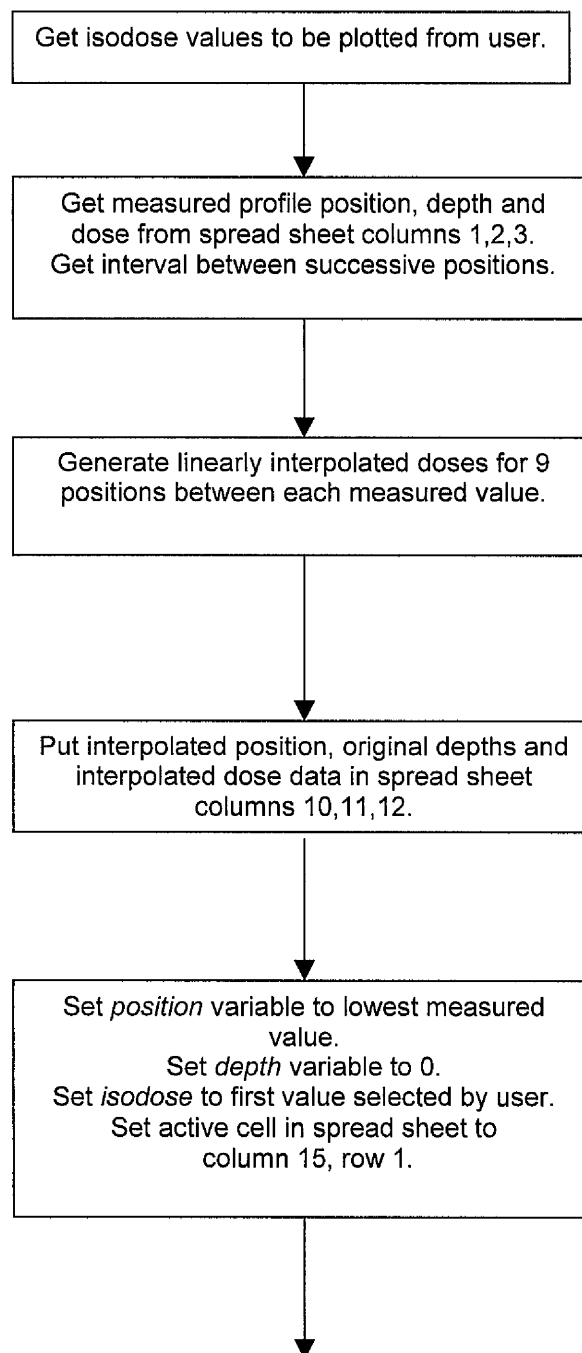 Get isodose values to be plotted from user.
Get measured profile position, depth and
dose from spread sheet columns 1,2,3.
Get interval between successive positions.
Generate linearly interpolated doses for 9
positions between each measured value.
Put interpolated position, original depths and
interpolated dose data in spread sheet
columns 10,11,12.
Set position variable to lowest measured
value.
Set depth variable to 0.
Set isodose to first value selected by user.
Set active cell in spread sheet to
column 15, row 1.